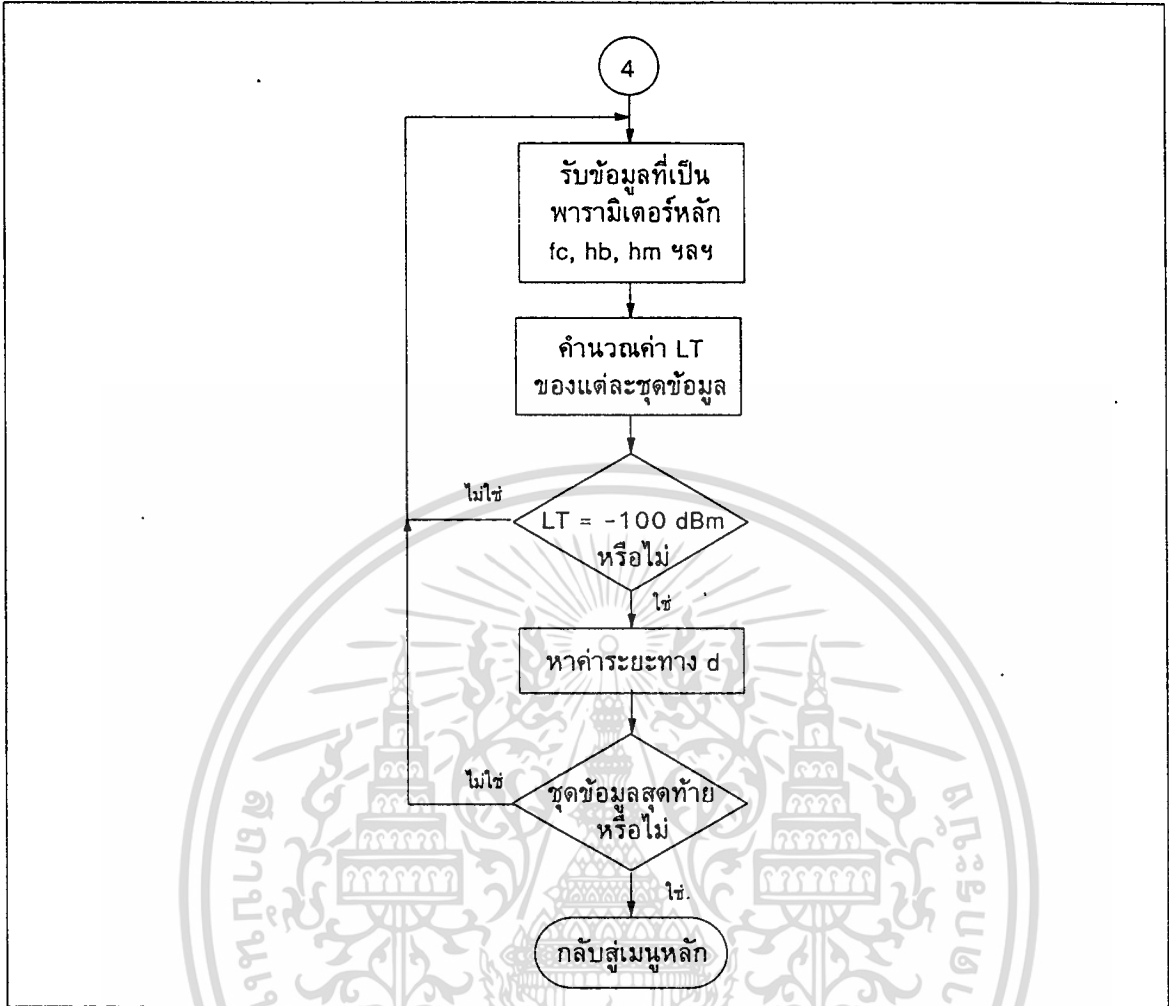 4
รับข้อมูลที่เป็น
พารามิเตอร์หลัก
fc, hb, hm ฯลฯ
คำนวณค่า LT
ของแต่ละชุดข้อมูล
ไม่ใช่
LT = -100 dBm
หรือไม่
ใช่
หาค่าระยะทาง d
ไม่ใช่
ชุดข้อมูลสุดท้าย
หรือไม่
ใช่.
กลับสู่เมนูหลัก